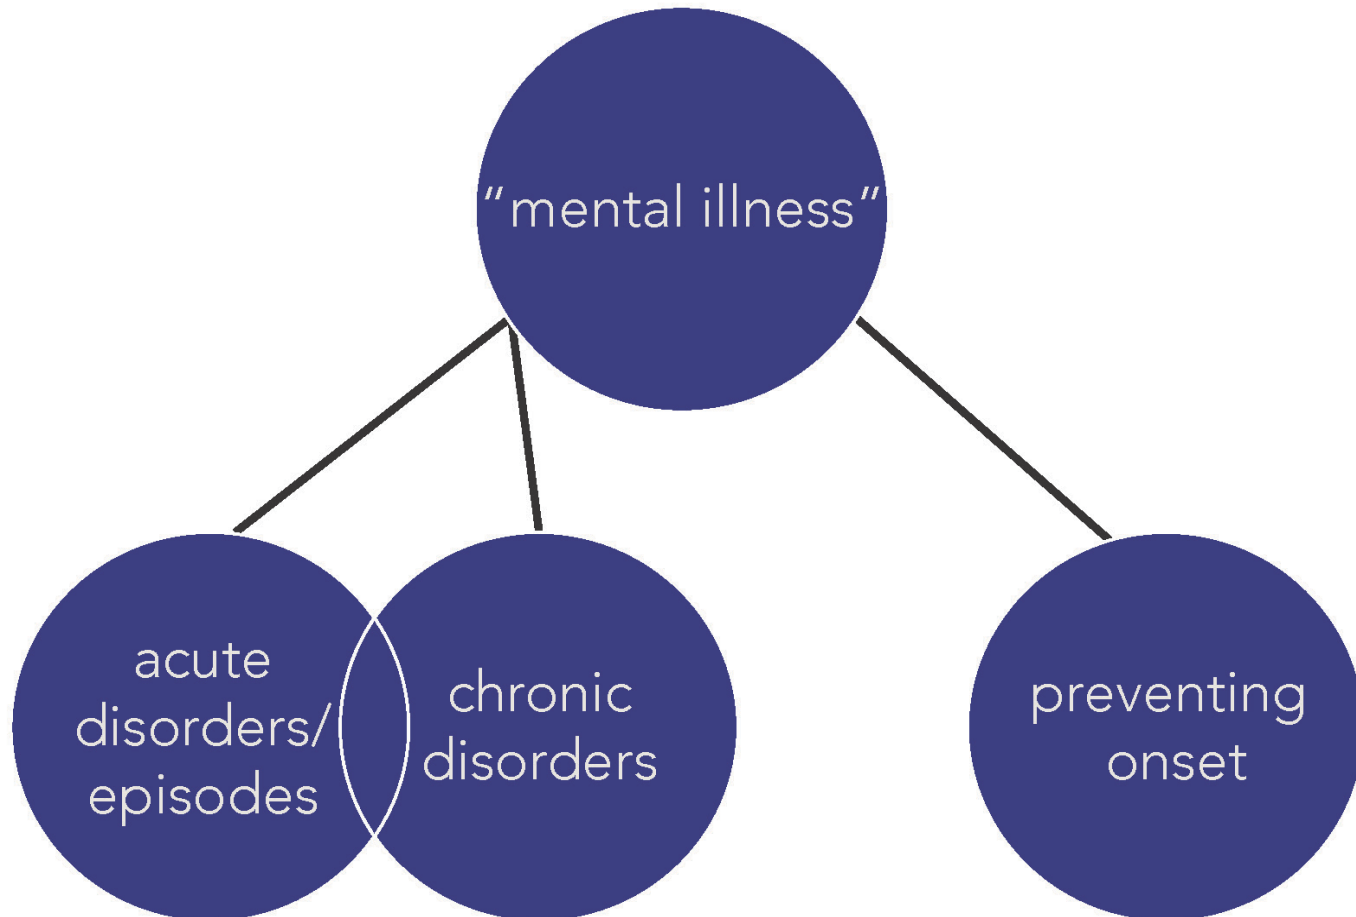 “mental illness”
acute
disorders/
episodes
chronic
disorders
preventing
onset